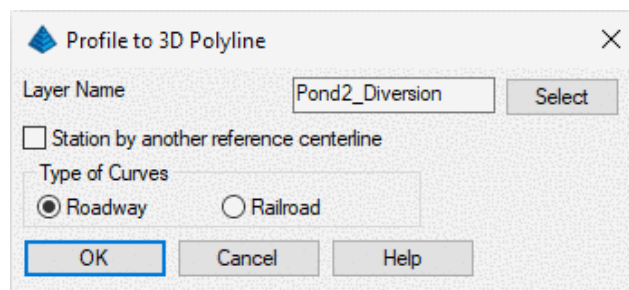 Profile to 3D Polyline
Layer Name Pond2_Diversion Select
Station by another reference centerline
Type of Curves
Roadway Railroad
OK Cancel Help